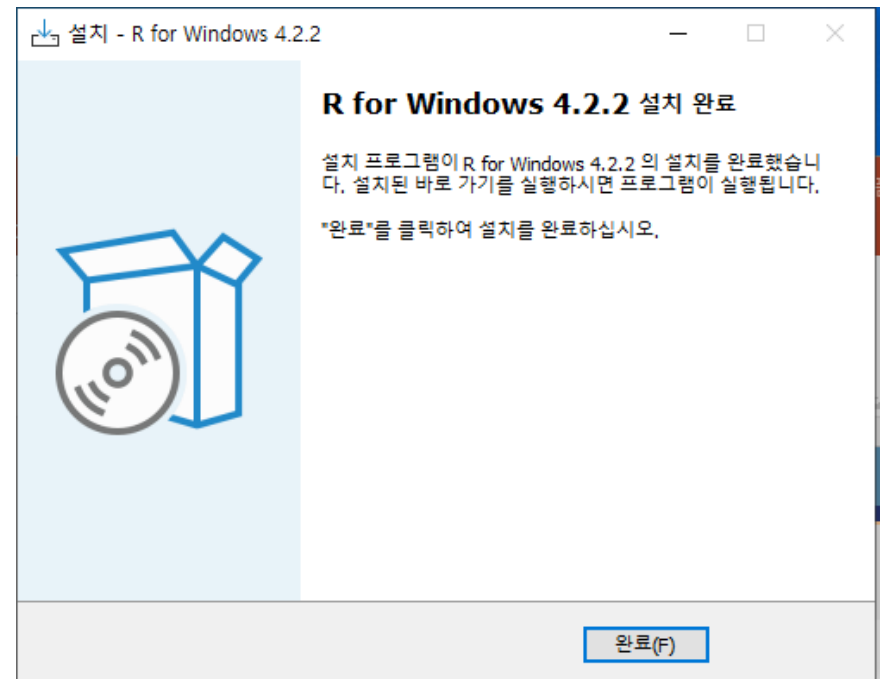 설치 - R for Windows 4.2.2
R for Windows 4.2.2 설치 완료
설치 프로그램이 R for Windows 4.2.2 의 설치를 완료했습니
다. 설치된 바로 가기를 실행하시면 프로그램이 실행됩니다.
"완료"를 클릭하여 설치를 완료하십시오.
완료(F)